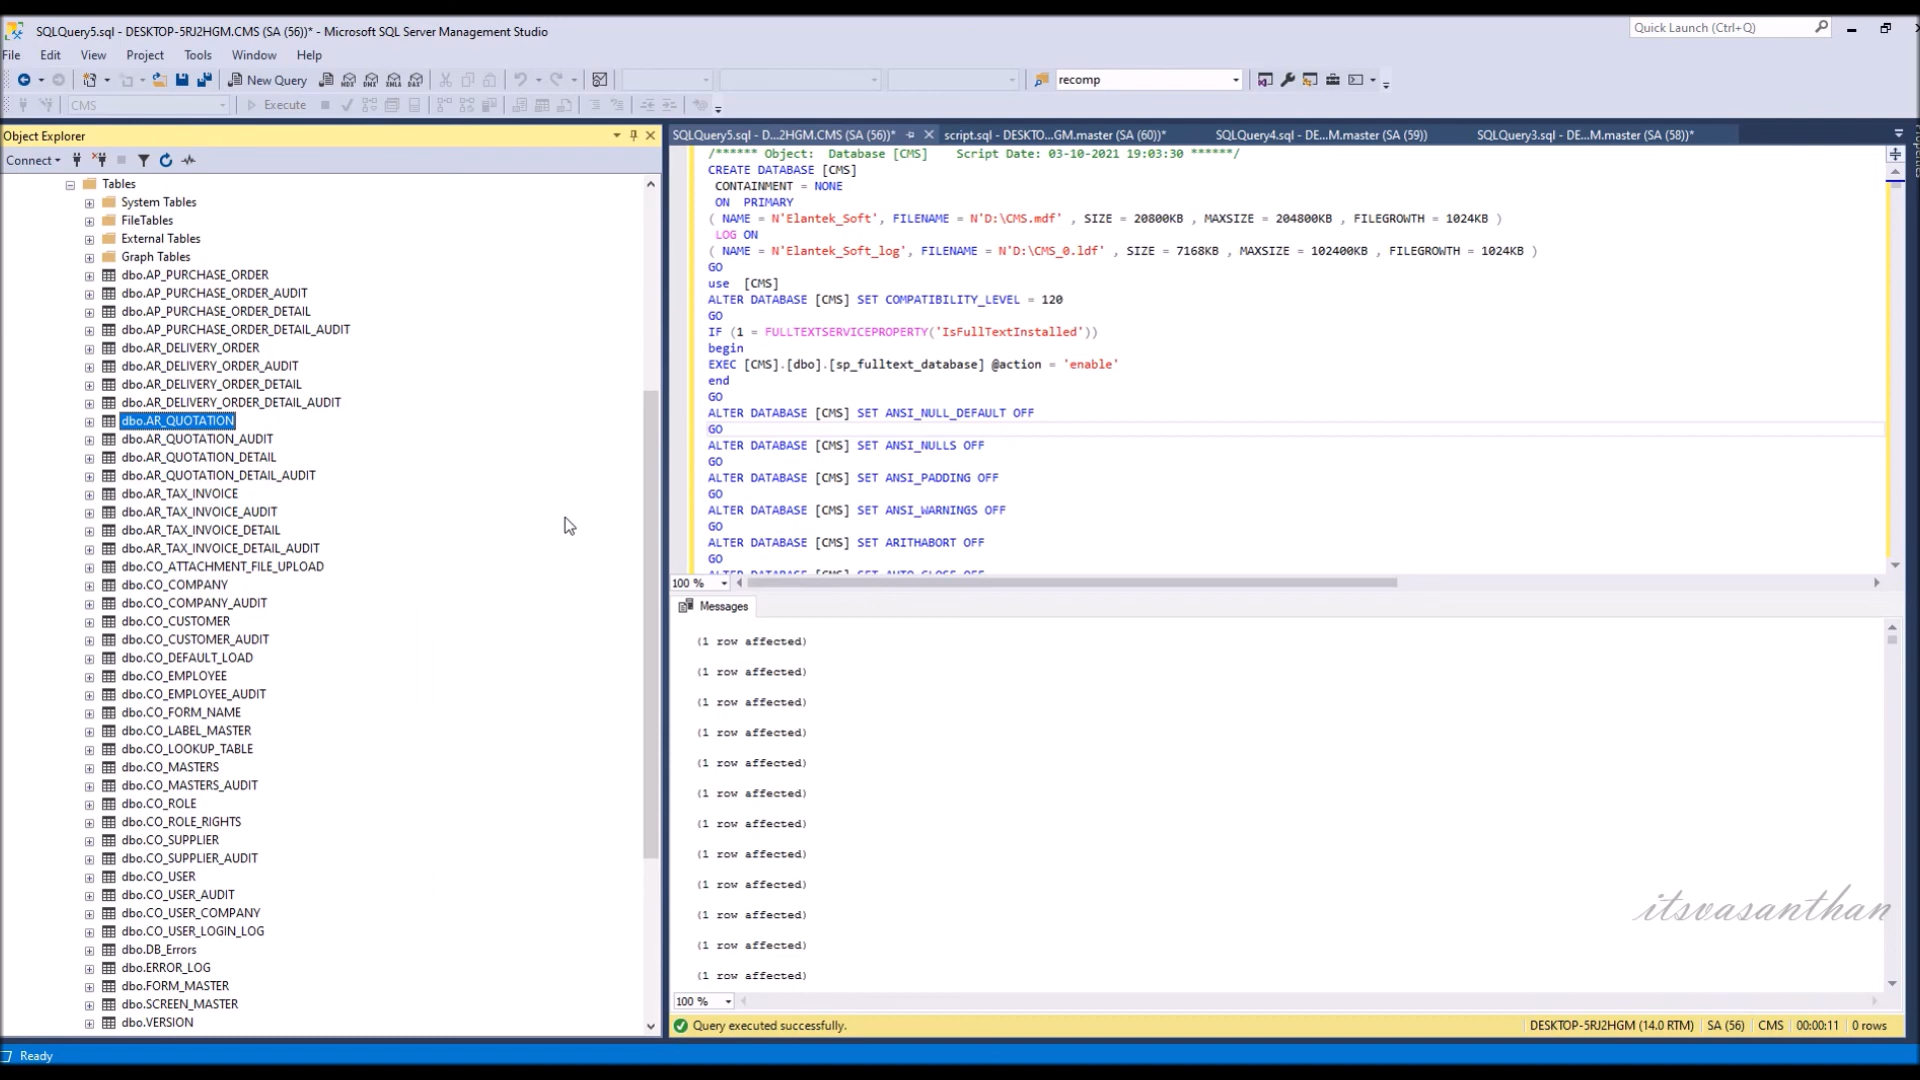 SQLQuery5.sql - DESKTOP-5RJ2HGM.CMS (SA (56))* - Microsoft SQL Server Management Studio
Quick Launch (Ctrl+Q)
File Edit View Project Tools Window Help
New Query
recomp
CMS
Execute
Object Explorer
SQLQuery5.sql - D...2HGM.CMS (SA (56))*
script.sql - DESKTO...GM.master (SA (60))*
SQLQuery4.sql - DE...M.master (SA (59))
SQLQuery3.sql - DE...M.master (SA (58))*
Connect
Tables
System Tables
FileTables
External Tables
Graph Tables
dbo.AP_PURCHASE_ORDER
dbo.AP_PURCHASE_ORDER_AUDIT
dbo.AP_PURCHASE_ORDER_DETAIL
dbo.AP_PURCHASE_ORDER_DETAIL_AUDIT
dbo.AR_DELIVERY_ORDER
dbo.AR_DELIVERY_ORDER_AUDIT
dbo.AR_DELIVERY_ORDER_DETAIL
dbo.AR_DELIVERY_ORDER_DETAIL_AUDIT
dbo.AR_QUOTATION
dbo.AR_QUOTATION_AUDIT
dbo.AR_QUOTATION_DETAIL
dbo.AR_QUOTATION_DETAIL_AUDIT
dbo.AR_TAX_INVOICE
dbo.AR_TAX_INVOICE_AUDIT
dbo.AR_TAX_INVOICE_DETAIL
dbo.AR_TAX_INVOICE_DETAIL_AUDIT
dbo.CO_ATTACHMENT_FILE_UPLOAD
dbo.CO_COMPANY
dbo.CO_COMPANY_AUDIT
dbo.CO_CUSTOMER
dbo.CO_CUSTOMER_AUDIT
dbo.CO_DEFAULT_LOAD
dbo.CO_EMPLOYEE
dbo.CO_EMPLOYEE_AUDIT
dbo.CO_FORM_NAME
dbo.CO_LABEL_MASTER
dbo.CO_LOOKUP_TABLE
dbo.CO_MASTERS
dbo.CO_MASTERS_AUDIT
dbo.CO_ROLE
dbo.CO_ROLE_RIGHTS
dbo.CO_SUPPLIER
dbo.CO_SUPPLIER_AUDIT
dbo.CO_USER
dbo.CO_USER_AUDIT
dbo.CO_USER_COMPANY
dbo.CO_USER_LOGIN_LOG
dbo.DB_Errors
dbo.ERROR_LOG
dbo.FORM_MASTER
dbo.SCREEN_MASTER
dbo.VERSION
/****** Object:  Database [CMS]    Script Date: 03-10-2021 19:03:30 ******/
CREATE DATABASE [CMS]
CONTAINMENT = NONE
ON  PRIMARY
( NAME = N'Elantek_Soft', FILENAME = N'D:\CMS.mdf' , SIZE = 20800KB , MAXSIZE = 204800KB , FILEGROWTH = 1024KB )
LOG ON
( NAME = N'Elantek_Soft_log', FILENAME = N'D:\CMS_0.ldf' , SIZE = 7168KB , MAXSIZE = 102400KB , FILEGROWTH = 1024KB )
GO
use  [CMS]
ALTER DATABASE [CMS] SET COMPATIBILITY_LEVEL = 120
GO
IF (1 = FULLTEXTSERVICEPROPERTY('IsFullTextInstalled'))
begin
EXEC [CMS].[dbo].[sp_fulltext_database] @action = 'enable'
end
GO
ALTER DATABASE [CMS] SET ANSI_NULL_DEFAULT OFF
GO
ALTER DATABASE [CMS] SET ANSI_NULLS OFF
GO
ALTER DATABASE [CMS] SET ANSI_PADDING OFF
GO
ALTER DATABASE [CMS] SET ANSI_WARNINGS OFF
GO
ALTER DATABASE [CMS] SET ARITHABORT OFF
GO
ALTER DATABASE [CMS] SET AUTO_CLOSE OFF
100 %
Messages
(1 row affected)
(1 row affected)
(1 row affected)
(1 row affected)
(1 row affected)
(1 row affected)
(1 row affected)
(1 row affected)
(1 row affected)
(1 row affected)
(1 row affected)
(1 row affected)
itsvasanthan
100 %
Query executed successfully.
DESKTOP-5RJ2HGM (14.0 RTM) SA (56) CMS 00:00:11 0 rows
Ready